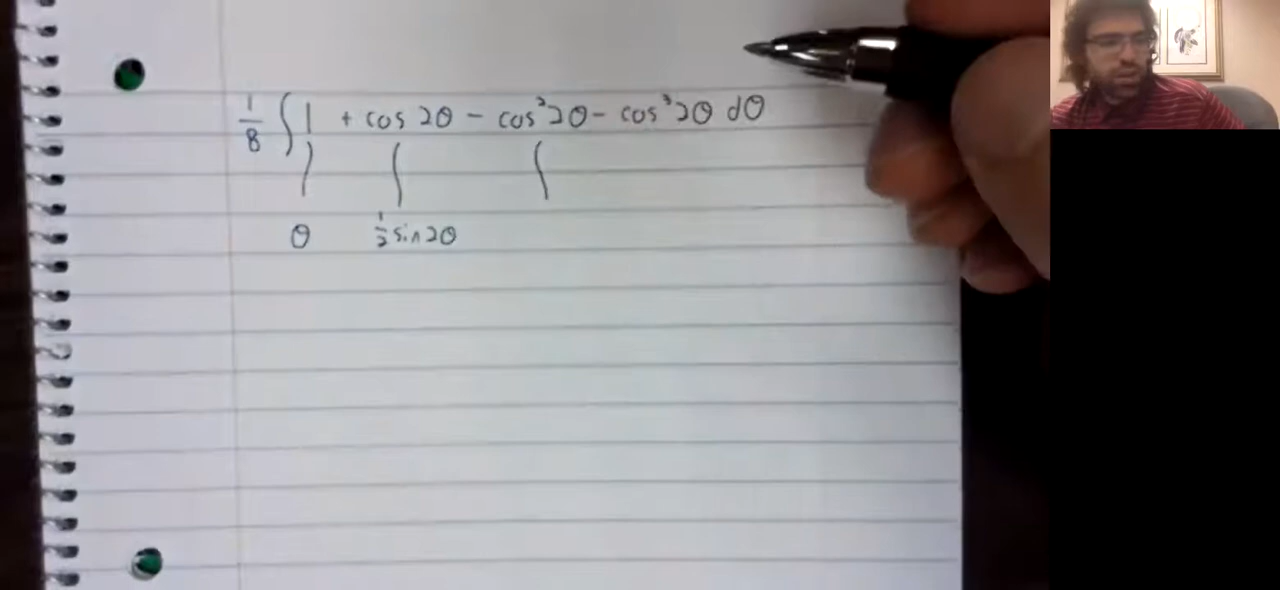 1/8 ∫ 1 + cos 2θ - cos²2θ - cos³2θ dθ
θ 1/2 sin 2θ